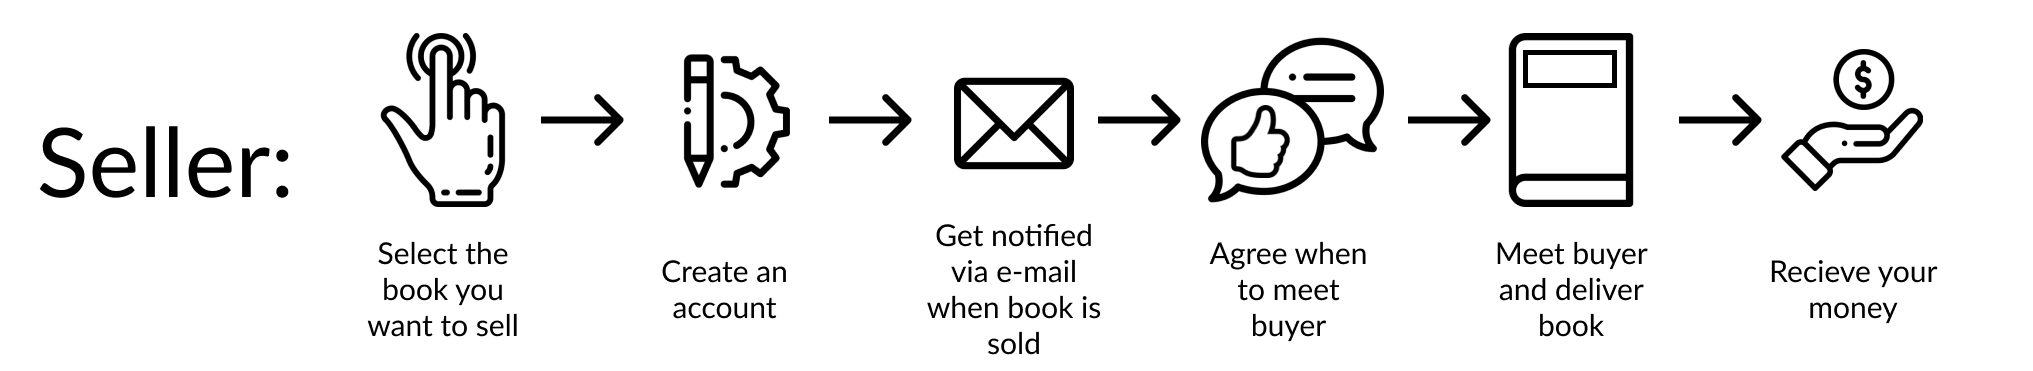 Seller:
Select the
book you
want to sell
Create an
account
Get notified
via e-mail
when book is
sold
Agree when
to meet
buyer
Meet buyer
and deliver
book
$
Recieve your
money